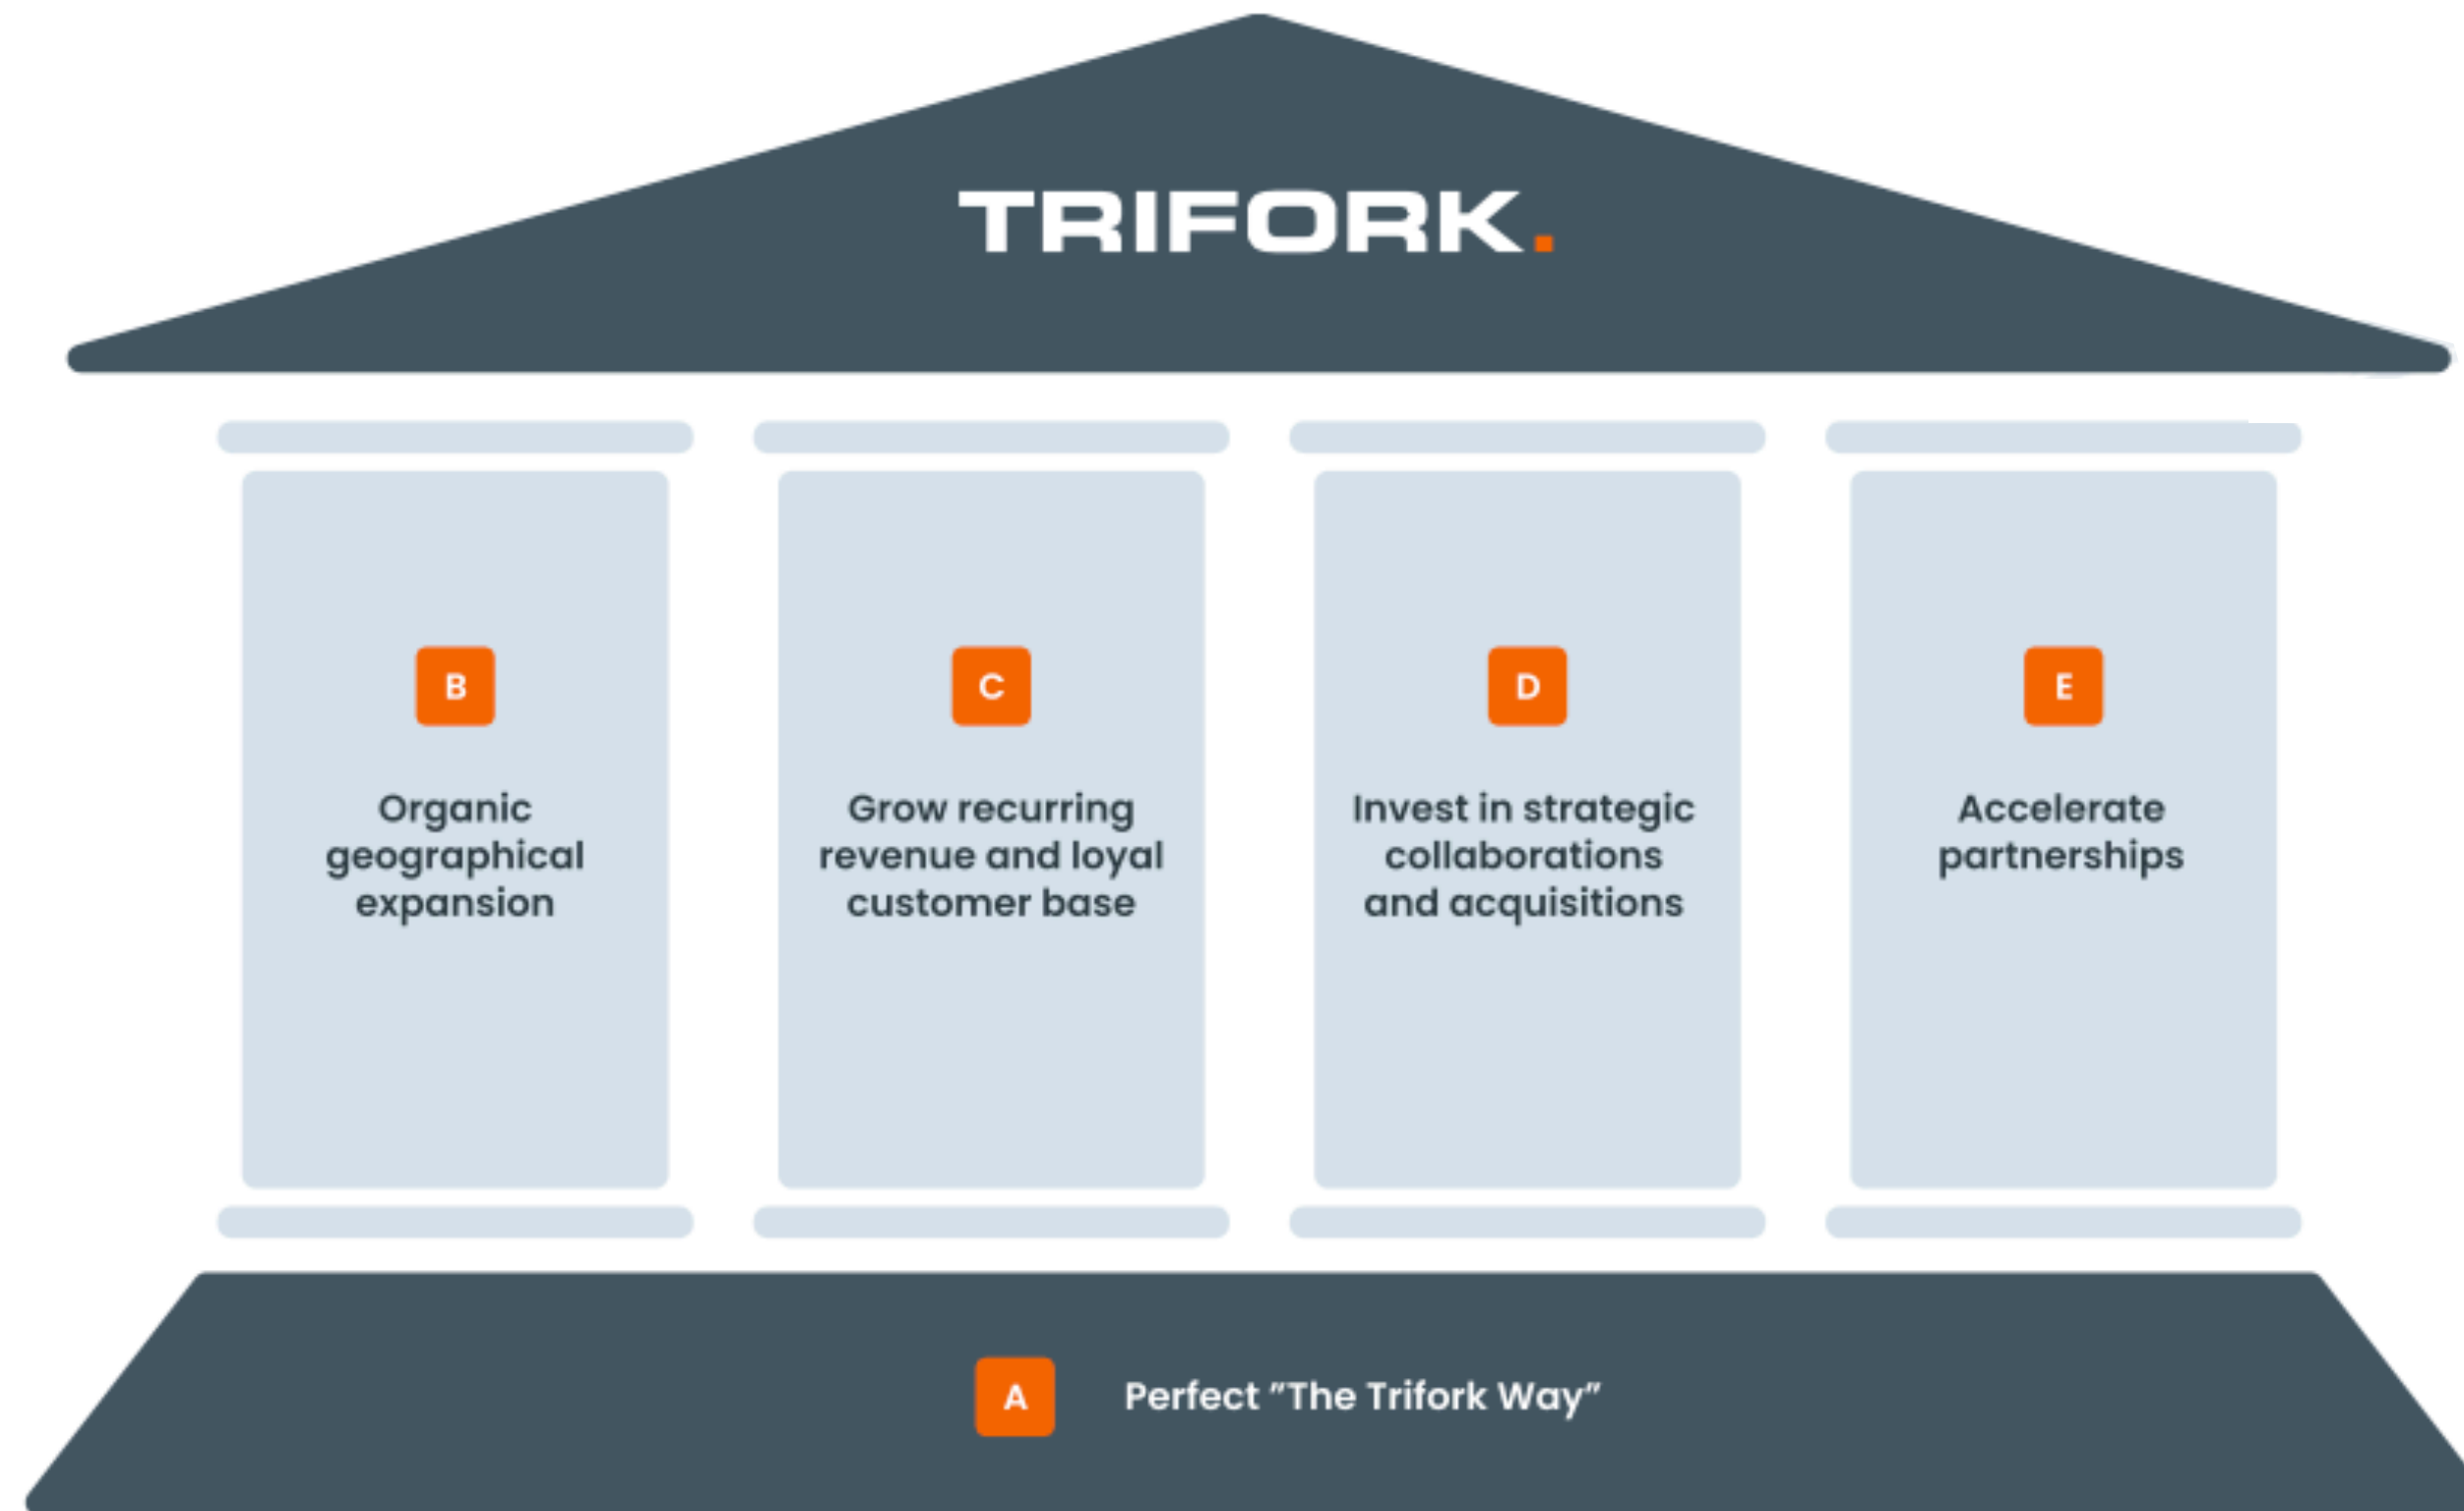 TRIFORK.
B
Organic
geographical
expansion
C
Grow recurring
revenue and loyal
customer base
D
Invest in strategic
collaborations
and acquisitions
E
Accelerate
partnerships
A
Perfect "The Trifork Way"